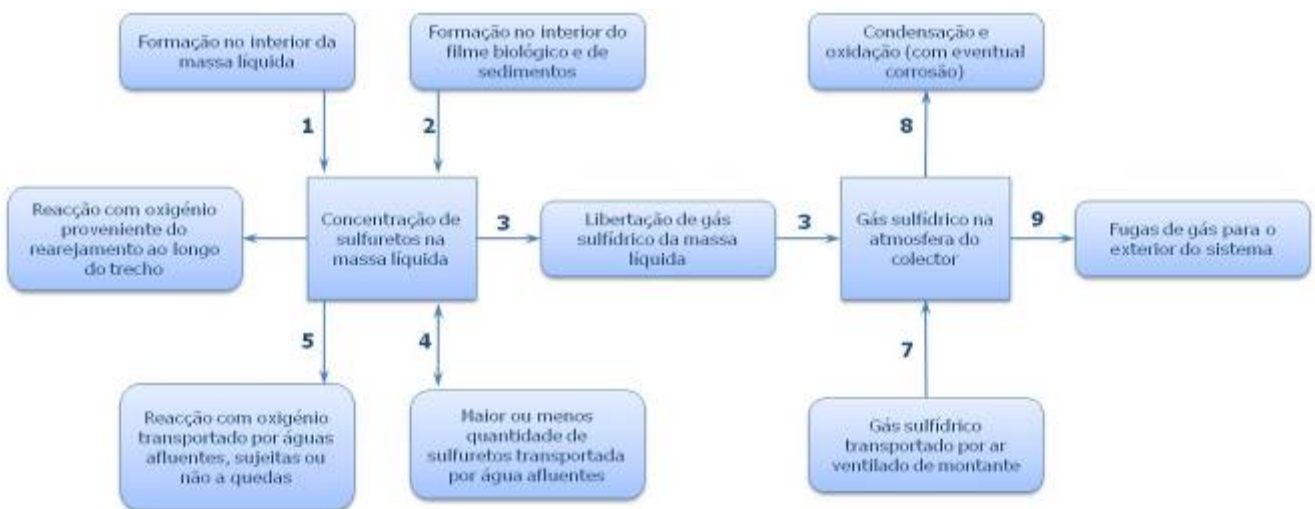 Formação no interior da
massa líquida
Formação no interior do
filme biológico e de
sedimentos
Condensação e
oxidação (com eventual
corrosão)
1
2
8
Reacção com oxigénio
proveniente do
rearejamento ao longo
do trecho
Concentração de
sulfuretos na
massa líquida
3
Libertação de gás
sulfídrico da massa
líquida
3
Gás sulfídrico na
atmosfera do
colector
9
Fugas de gás para o
exterior do sistema
5
4
7
Reacção com oxigénio
transportado por águas
afluentes, sujeitas ou
não a quedas
Maior ou menos
quantidade de
sulfuretos transportada
por água afluentes
Gás sulfídrico
transportado por ar
ventilado de montante